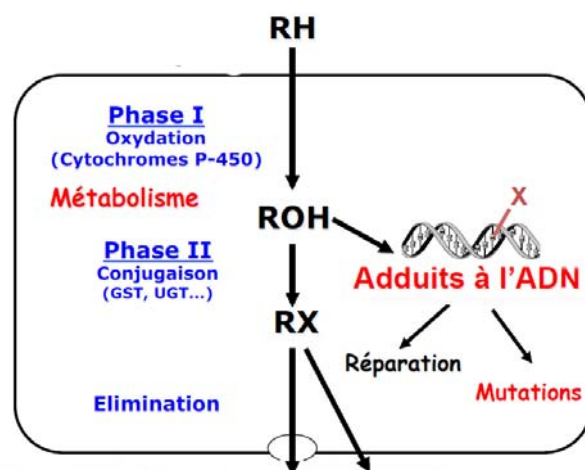 RH
Phase I
Oxydation
(Cytochromes P-450)
Métabolisme
ROH
X
Phase II
Conjugaison
(GST, UGT...)
Adduits à l'ADN
RX
Réparation
Mutations
Elimination